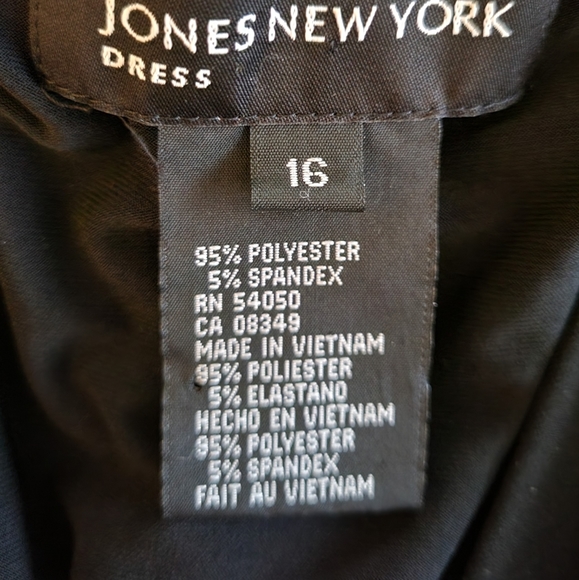 JONES NEW YORK
DRESS
16
95% POLYESTER
5% SPANDEX
RN 54050
CA 08349
MADE IN VIETNAM
95% POLIESTER
5% ELASTANO
HECHO EN VIETNAM
95% POLYESTER
5% SPANDEX
FAIT AU VIETNAM